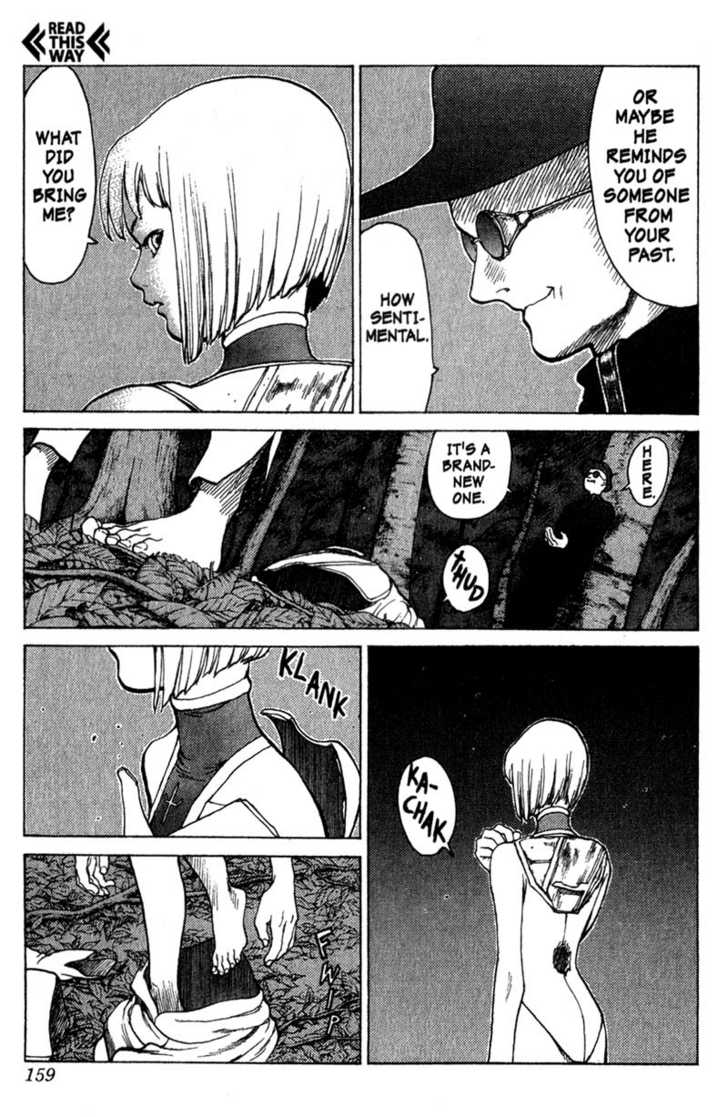 READ
THIS
WAY
OR
MAYBE
HE
REMINDS
YOU OF
SOMEONE
FROM
YOUR
PAST.
HOW
SENTI-
MENTAL.
WHAT
DID
YOU
BRING
ME?
HERE.
IT'S A
BRAND-
NEW
ONE.
THUD
KA-
CHAK
KLANK
FWIP
159